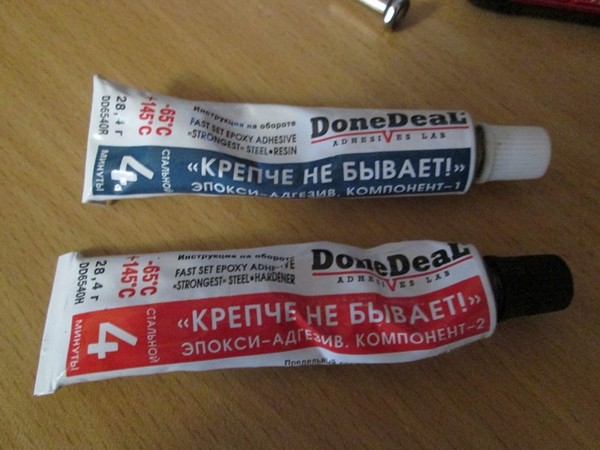 Инструкция на обороте
FAST SET EPOXY ADHESIVE
«STRONGEST» STEEL•RESIN
DoneDeaL
ADHESIVES LAB
«КРЕПЧЕ НЕ БЫВАЕТ!»
ЭПОКСИ-АДГЕЗИВ. КОМПОНЕНТ-1
-65°C
+145°C
28,4 г
DD6540R
СТАЛЬНОЙ
4
МИНУТЫ
Инструкция на обороте
FAST SET EPOXY ADHESIVE
«STRONGEST» STEEL•HARDENER
DoneDeaL
ADHESIVES LAB
«КРЕПЧЕ НЕ БЫВАЕТ!»
ЭПОКСИ-АДГЕЗИВ. КОМПОНЕНТ-2
-65°C
+145°C
28,4 г
DD6540H
СТАЛЬНОЙ
4
МИНУТЫ